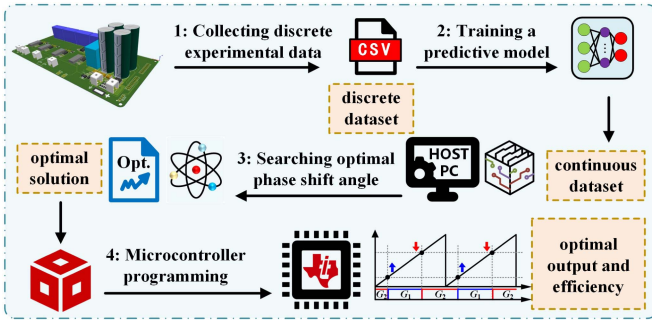 1: Collecting discrete
experimental data
CSV
2: Training a
predictive model
discrete
dataset
optimal
solution
Opt.
3: Searching optimal
phase shift angle
HOST
PC
continuous
dataset
4: Microcontroller
programming
G₂ G₁ G₂ G₁ G₂
optimal
output and
efficiency